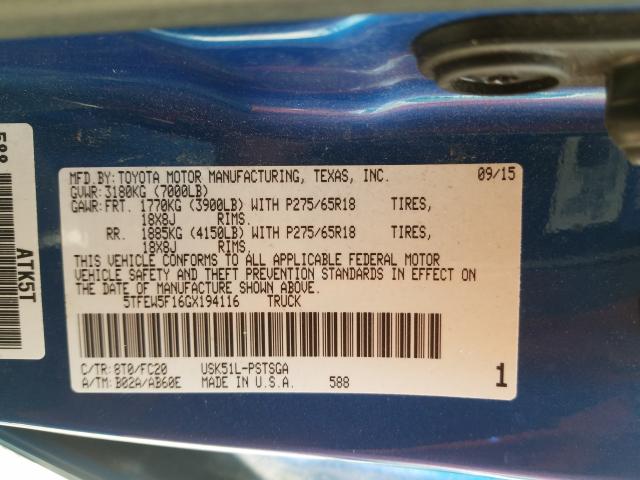 MFD.BY: TOYOTA MOTOR MANUFACTURING, TEXAS, INC. 09/15
GVWR: 3180KG (7000LB)
GAWR: FRT. 1770KG (3900LB) WITH P275/65R18 TIRES,
18X8J RIMS.
RR. 1885KG (4150LB) WITH P275/65R18 TIRES,
18X8J RIMS.
THIS VEHICLE CONFORMS TO ALL APPLICABLE FEDERAL MOTOR
VEHICLE SAFETY AND THEFT PREVENTION STANDARDS IN EFFECT ON
THE DATE OF MANUFACTURE SHOWN ABOVE.
5TFEW5F16GX194116 TRUCK
C/TR: 8T0/FC20 USK51L-PSTSGA
A/TM: B02A/AB60E MADE IN U.S.A. 588 1
ATK5T
588